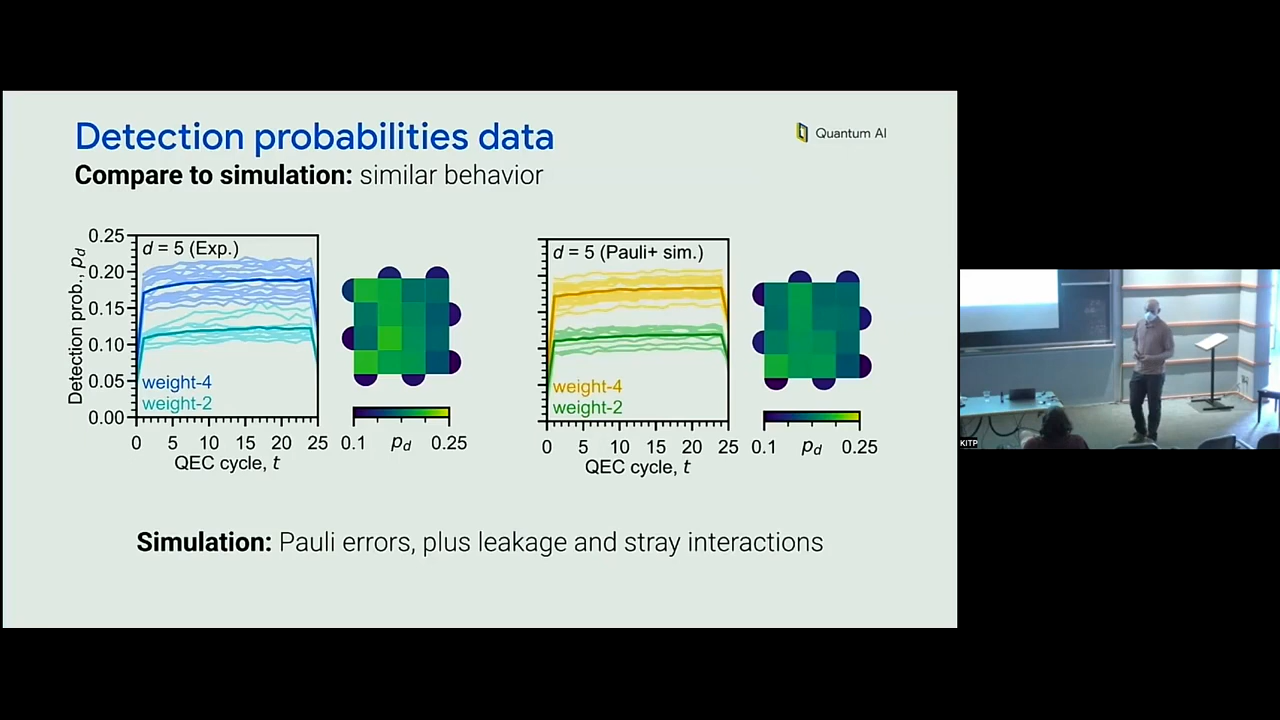 Detection probabilities data
Quantum AI
Compare to simulation: similar behavior
Detection prob., p_d
0.25
0.20
0.15
0.10
0.05
0.00
d = 5 (Exp.)
weight-4
weight-2
0 5 10 15 20 25
QEC cycle, t
0.1 p_d 0.25
d = 5 (Pauli+ sim.)
weight-4
weight-2
0 5 10 15 20 25
QEC cycle, t
0.1 p_d 0.25
Simulation: Pauli errors, plus leakage and stray interactions
KITP